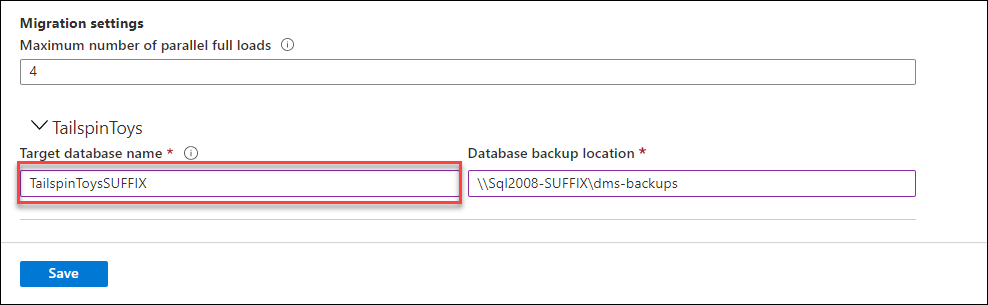 Migration settings
Maximum number of parallel full loads
4
TailspinToys
Target database name * Database backup location *
TailspinToysSUFFIX \\Sql2008-SUFFIX\dms-backups
Save